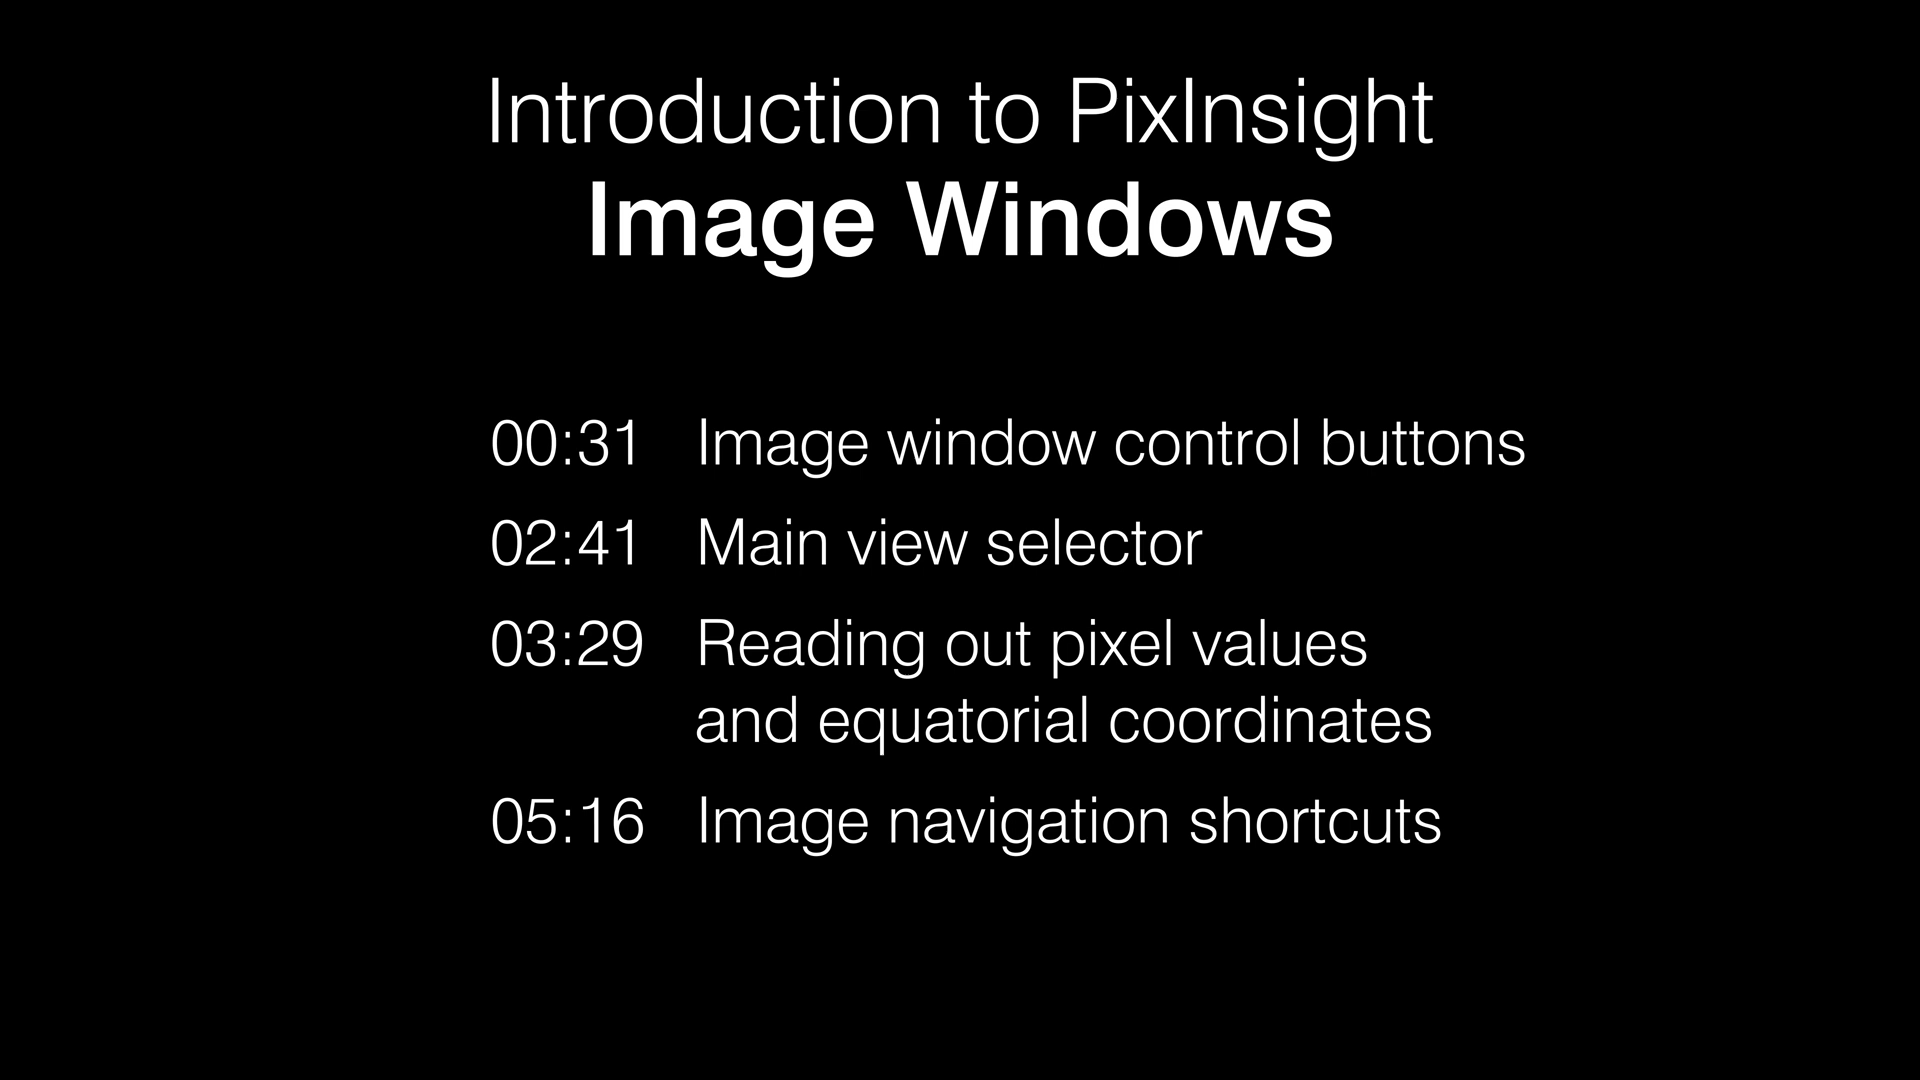 Introduction to PixInsight
Image Windows
00:31 Image window control buttons
02:41 Main view selector
03:29 Reading out pixel values
and equatorial coordinates
05:16 Image navigation shortcuts